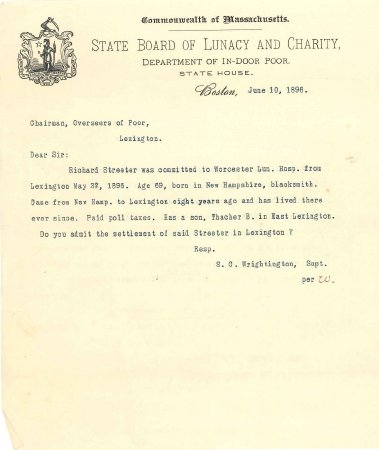 Commonwealth of Massachusetts.
STATE BOARD OF LUNACY AND CHARITY,
DEPARTMENT OF IN-DOOR POOR.
STATE HOUSE.
Boston, June 10, 1896.
Chairman, Overseers of Poor,
Lexington.
Dear Sir:
Richard Streeter was committed to Worcester Lun. Hosp. from
Lexington May 22, 1896. Age 69, born in New Hampshire, blacksmith.
Came from New Hamp. to Lexington eight years ago and has lived there
ever since. Paid poll taxes. Has a son, Thacher B. in East Lexington.
Do you admit the settlement of said Streeter in Lexington ?
Resp.
S. C. Wrightington, Supt.
per W.